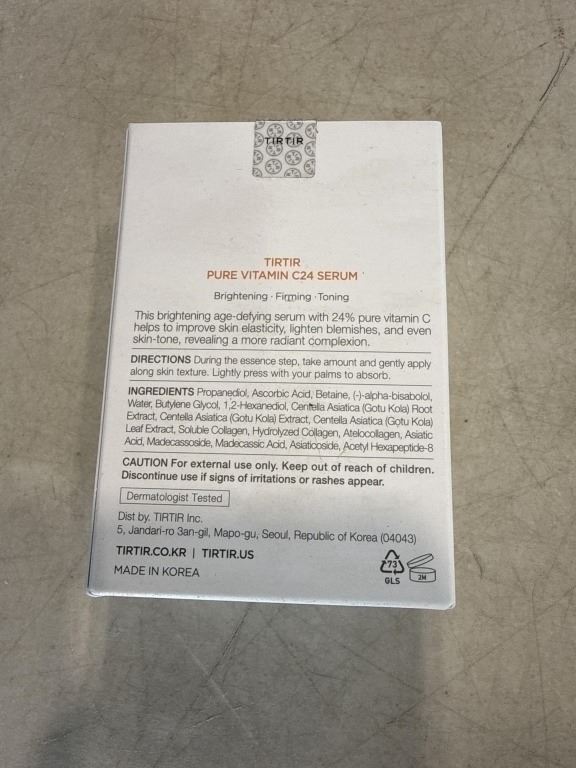 TIRTIR
TIRTIR
PURE VITAMIN C24 SERUM
Brightening · Firming · Toning
This brightening age-defying serum with 24% pure vitamin C
helps to improve skin elasticity, lighten blemishes, and even
skin-tone, revealing a more radiant complexion.
DIRECTIONS During the essence step, take amount and gently apply
along skin texture. Lightly press with your palms to absorb.
INGREDIENTS Propanediol, Ascorbic Acid, Betaine, (-)-alpha-bisabolol,
Water, Butylene Glycol, 1,2-Hexanediol, Centella Asiatica (Gotu Kola) Root
Extract, Centella Asiatica (Gotu Kola) Extract, Centella Asiatica (Gotu Kola)
Leaf Extract, Soluble Collagen, Hydrolyzed Collagen, Atelocollagen, Asiatic
Acid, Madecassoside, Madecassic Acid, Asiaticoside, Acetyl Hexapeptide-8
CAUTION For external use only. Keep out of reach of children.
Discontinue use if signs of irritations or rashes appear.
Dermatologist Tested
Dist by. TIRTIR Inc.
5, Jandari-ro 3an-gil, Mapo-gu, Seoul, Republic of Korea (04043)
TIRTIR.CO.KR | TIRTIR.US
MADE IN KOREA
73
GLS
2M